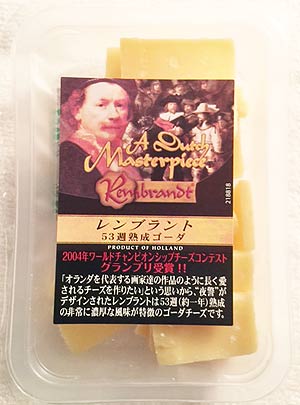 A Dutch
Masterpiece
Rembrandt
レンブラント
53週熟成ゴーダ
PRODUCT OF HOLLAND
2004年ワールドチャンピオンシップチーズコンテスト
グランプリ受賞!!
「オランダを代表する画家達の作品のように長く愛さ
れるチーズを作りたい」という思いから、“夜警”が
デザインされたレンブラントは53週(約一年)熟成
の非常に濃厚な風味が特徴のゴーダチーズです。
218818